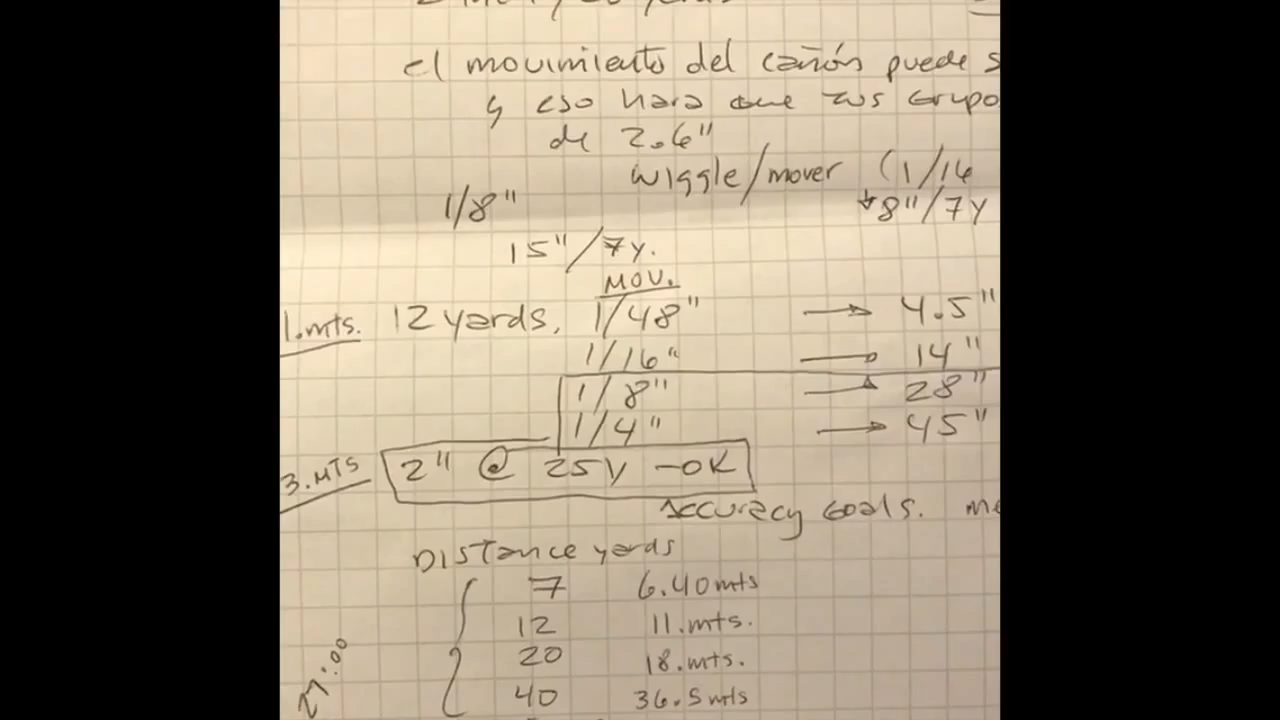 el movimiento del cañón puede s
y eso hara que tus Grupo
de 2.6"
wiggle/mover (1/16
1/8" 8"/7y
15"/7y.
MOV.
1.mts. 12 yards, 1/48" → 4.5"
1/16" → 14"
1/8" → 28"
1/4" → 45"
3.MTS 2" @ 25y -OK
Accuracy Goals.
Distance yards
7 6.40mts
12 11.mts.
20 18.mts.
40 36.5mts
27:00